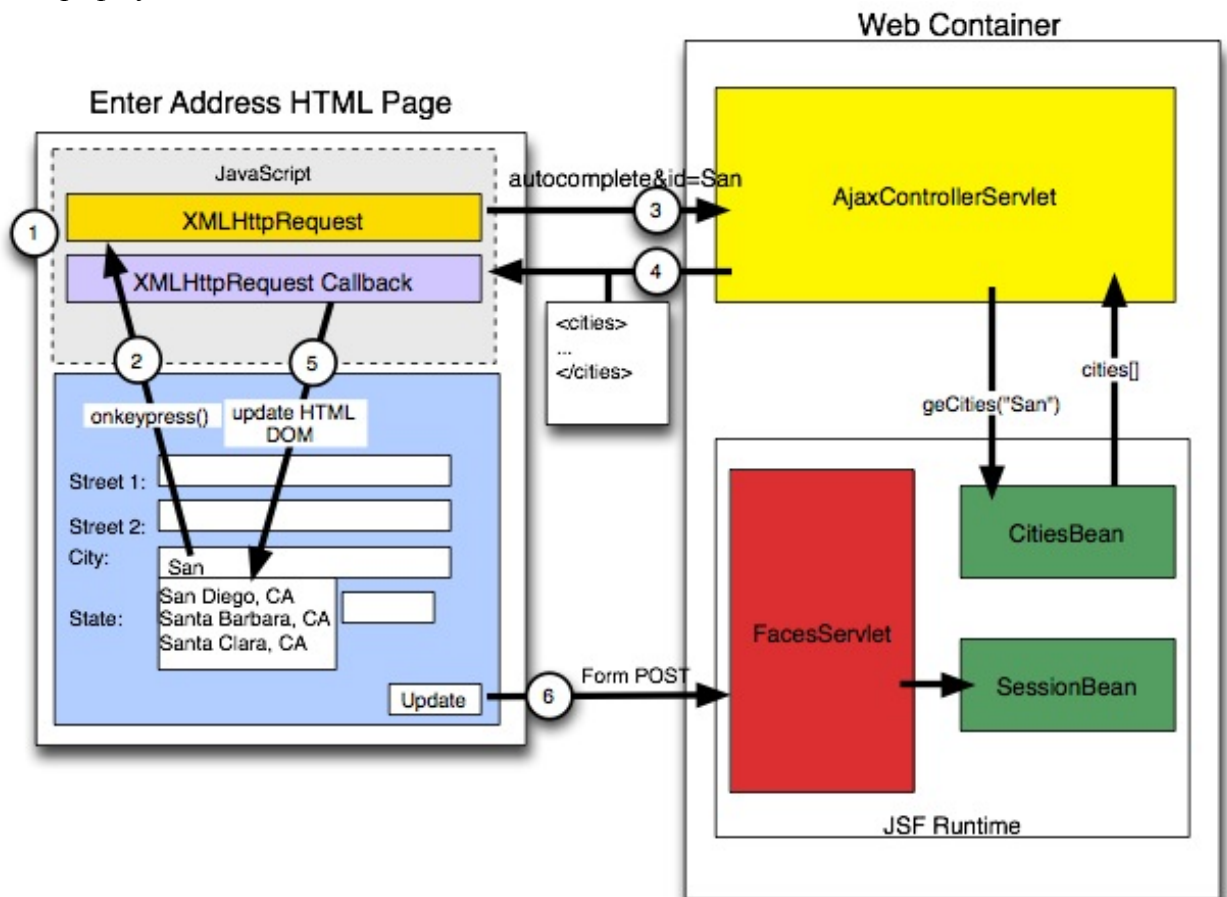 Web Container
Enter Address HTML Page
JavaScript
XMLHttpRequest
XMLHttpRequest Callback
1
2
5
onkeypress()
update HTML
DOM
Street 1:
Street 2:
City:
San
State:
San Diego, CA
Santa Barbara, CA
Santa Clara, CA
Update
autocomplete&id=San
3
4
<cities>
...
</cities>
6
Form POST
AjaxControllerServlet
geCities("San")
cities[]
FacesServlet
CitiesBean
SessionBean
JSF Runtime